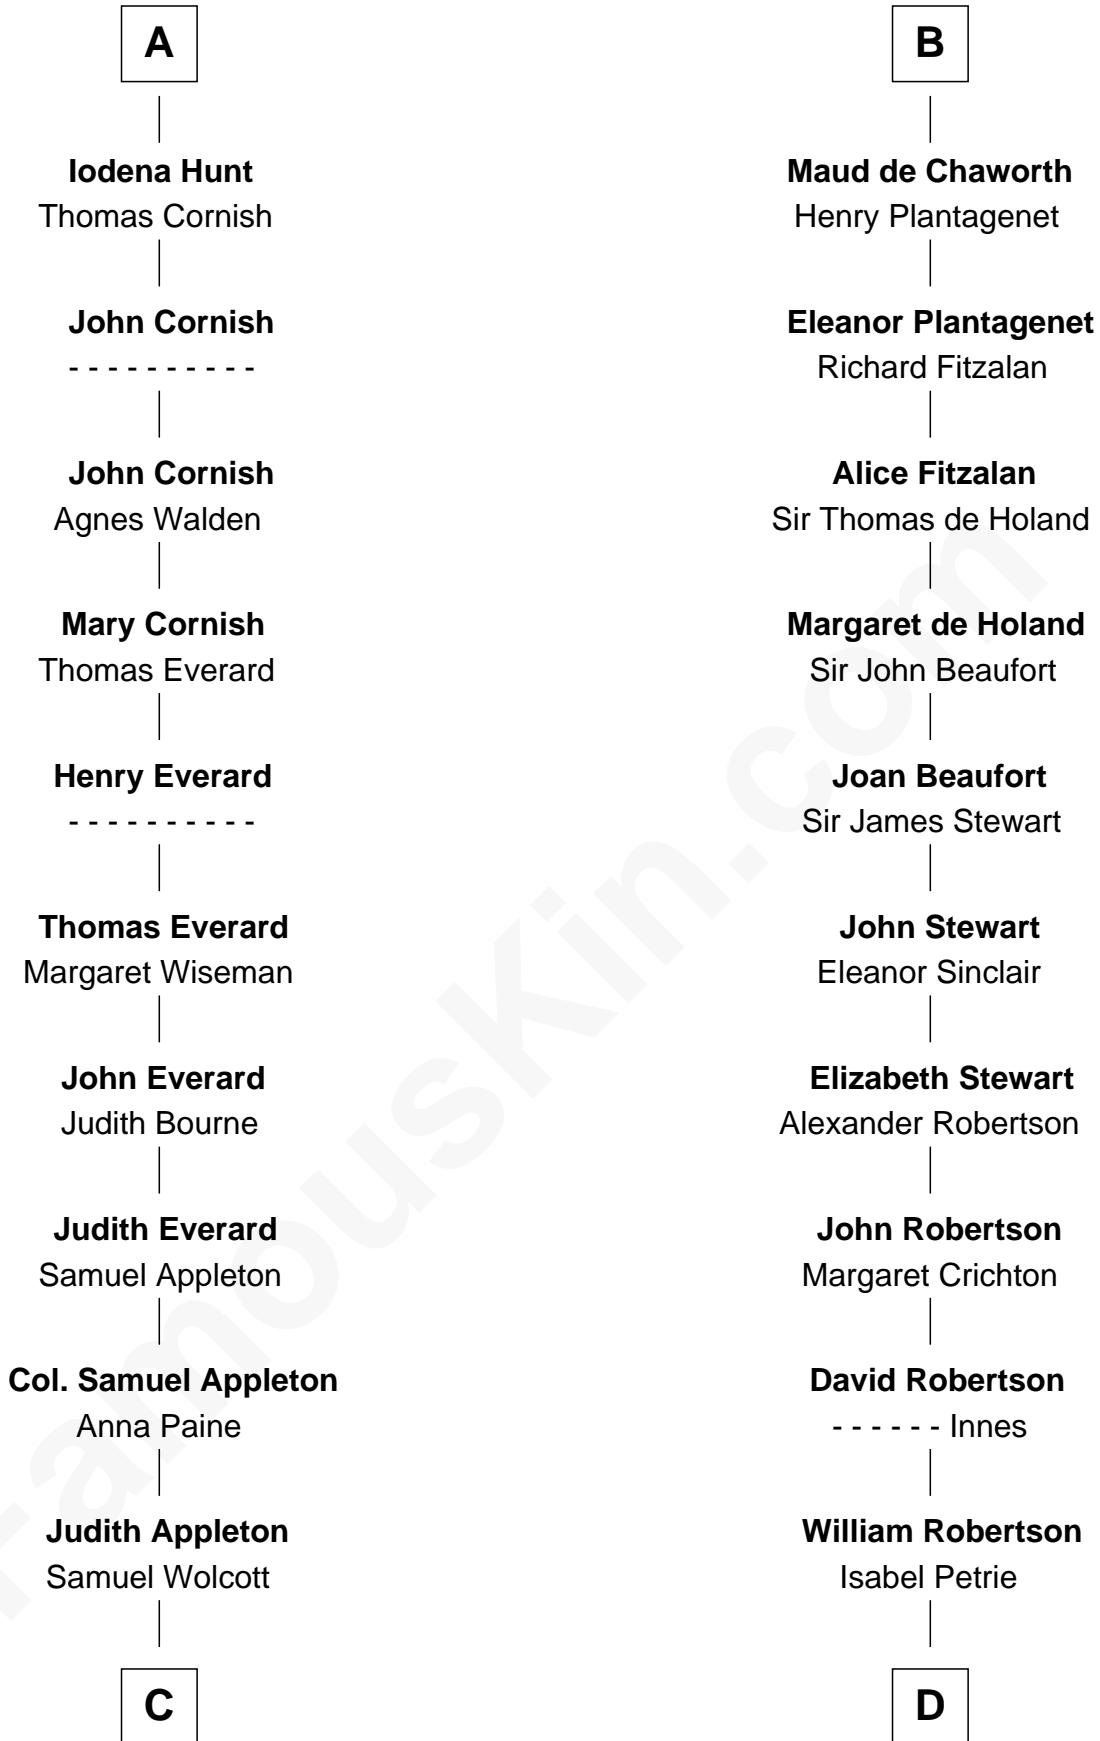 A
Iodena Hunt
Thomas Cornish
John Cornish
- - - - - - - - - -
John Cornish
Agnes Walden
Mary Cornish
Thomas Everard
Henry Everard
- - - - - - - - - -
Thomas Everard
Margaret Wiseman
John Everard
Judith Bourne
Judith Everard
Samuel Appleton
Col. Samuel Appleton
Anna Paine
Judith Appleton
Samuel Wolcott
C
B
Maud de Chaworth
Henry Plantagenet
Eleanor Plantagenet
Richard Fitzalan
Alice Fitzalan
Sir Thomas de Holand
Margaret de Holand
Sir John Beaufort
Joan Beaufort
Sir James Stewart
John Stewart
Eleanor Sinclair
Elizabeth Stewart
Alexander Robertson
John Robertson
Margaret Crichton
David Robertson
- - - - - - Innes
William Robertson
Isabel Petrie
D
FamousKin.com